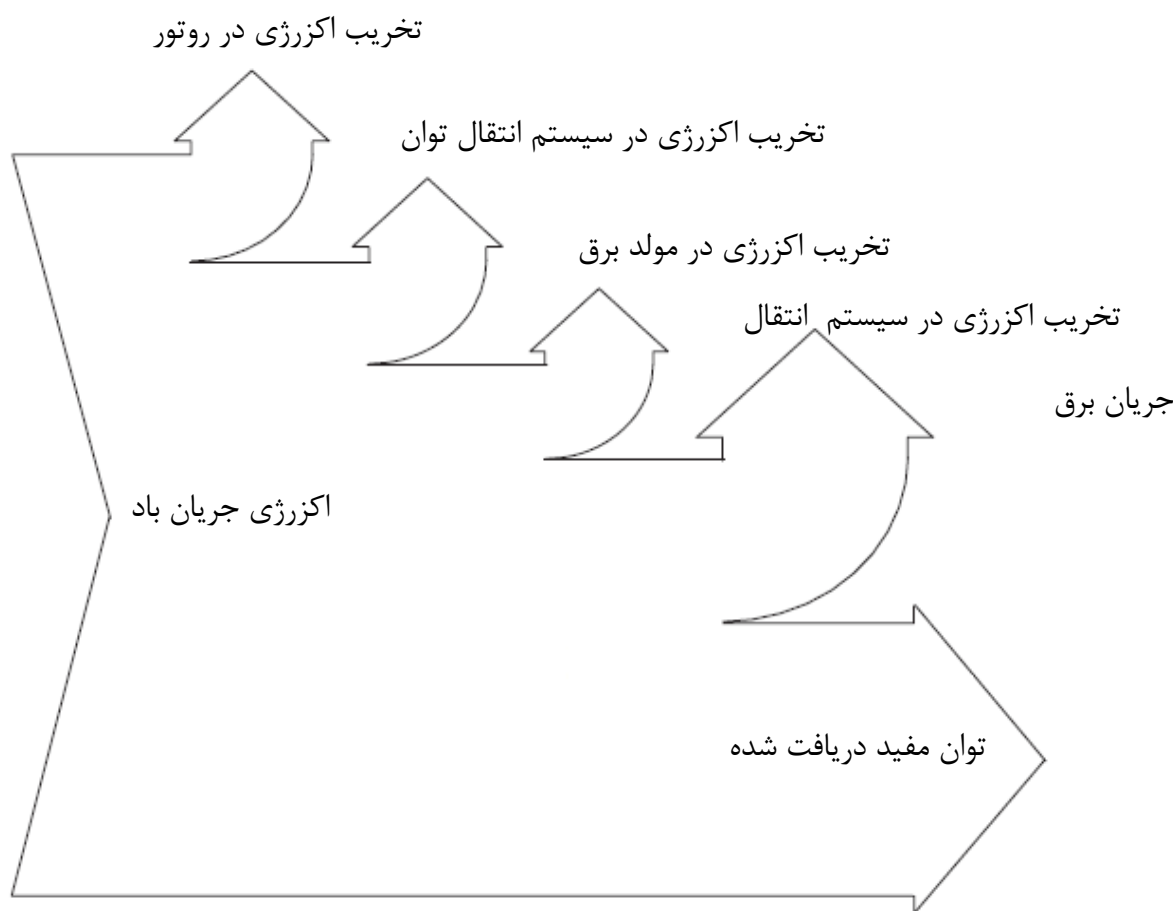 تخریب اکزرژی در روتور
تخریب اکزرژی در سیستم انتقال توان
تخریب اکزرژی در مولد برق
تخریب اکزرژی در سیستم انتقال
جریان برق
اکزرژی جریان باد
توان مفید دریافت شده